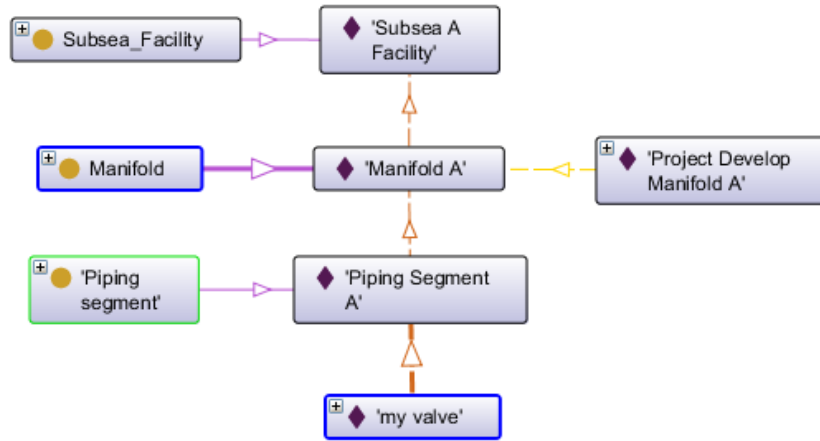 Subsea_Facility
'Subsea A
Facility'
Manifold
'Manifold A'
'Project Develop
Manifold A'
'Piping
segment'
'Piping Segment
A'
'my valve'